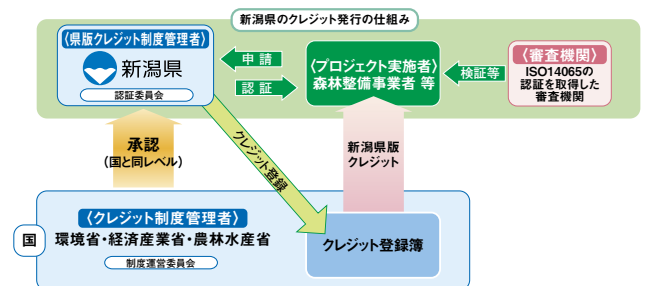 新潟県のクレジット発行の仕組み
〈県版クレジット制度管理者〉
新潟県
認証委員会
申請
認証
〈プロジェクト実施者〉
森林整備事業者 等
検証等
〈審査機関〉
ISO14065の
認証を取得した
審査機関
承認
(国と同レベル)
クレジット登録
新潟県版
クレジット
国
〈クレジット制度管理者〉
環境省・経済産業省・農林水産省
制度運営委員会
クレジット登録簿